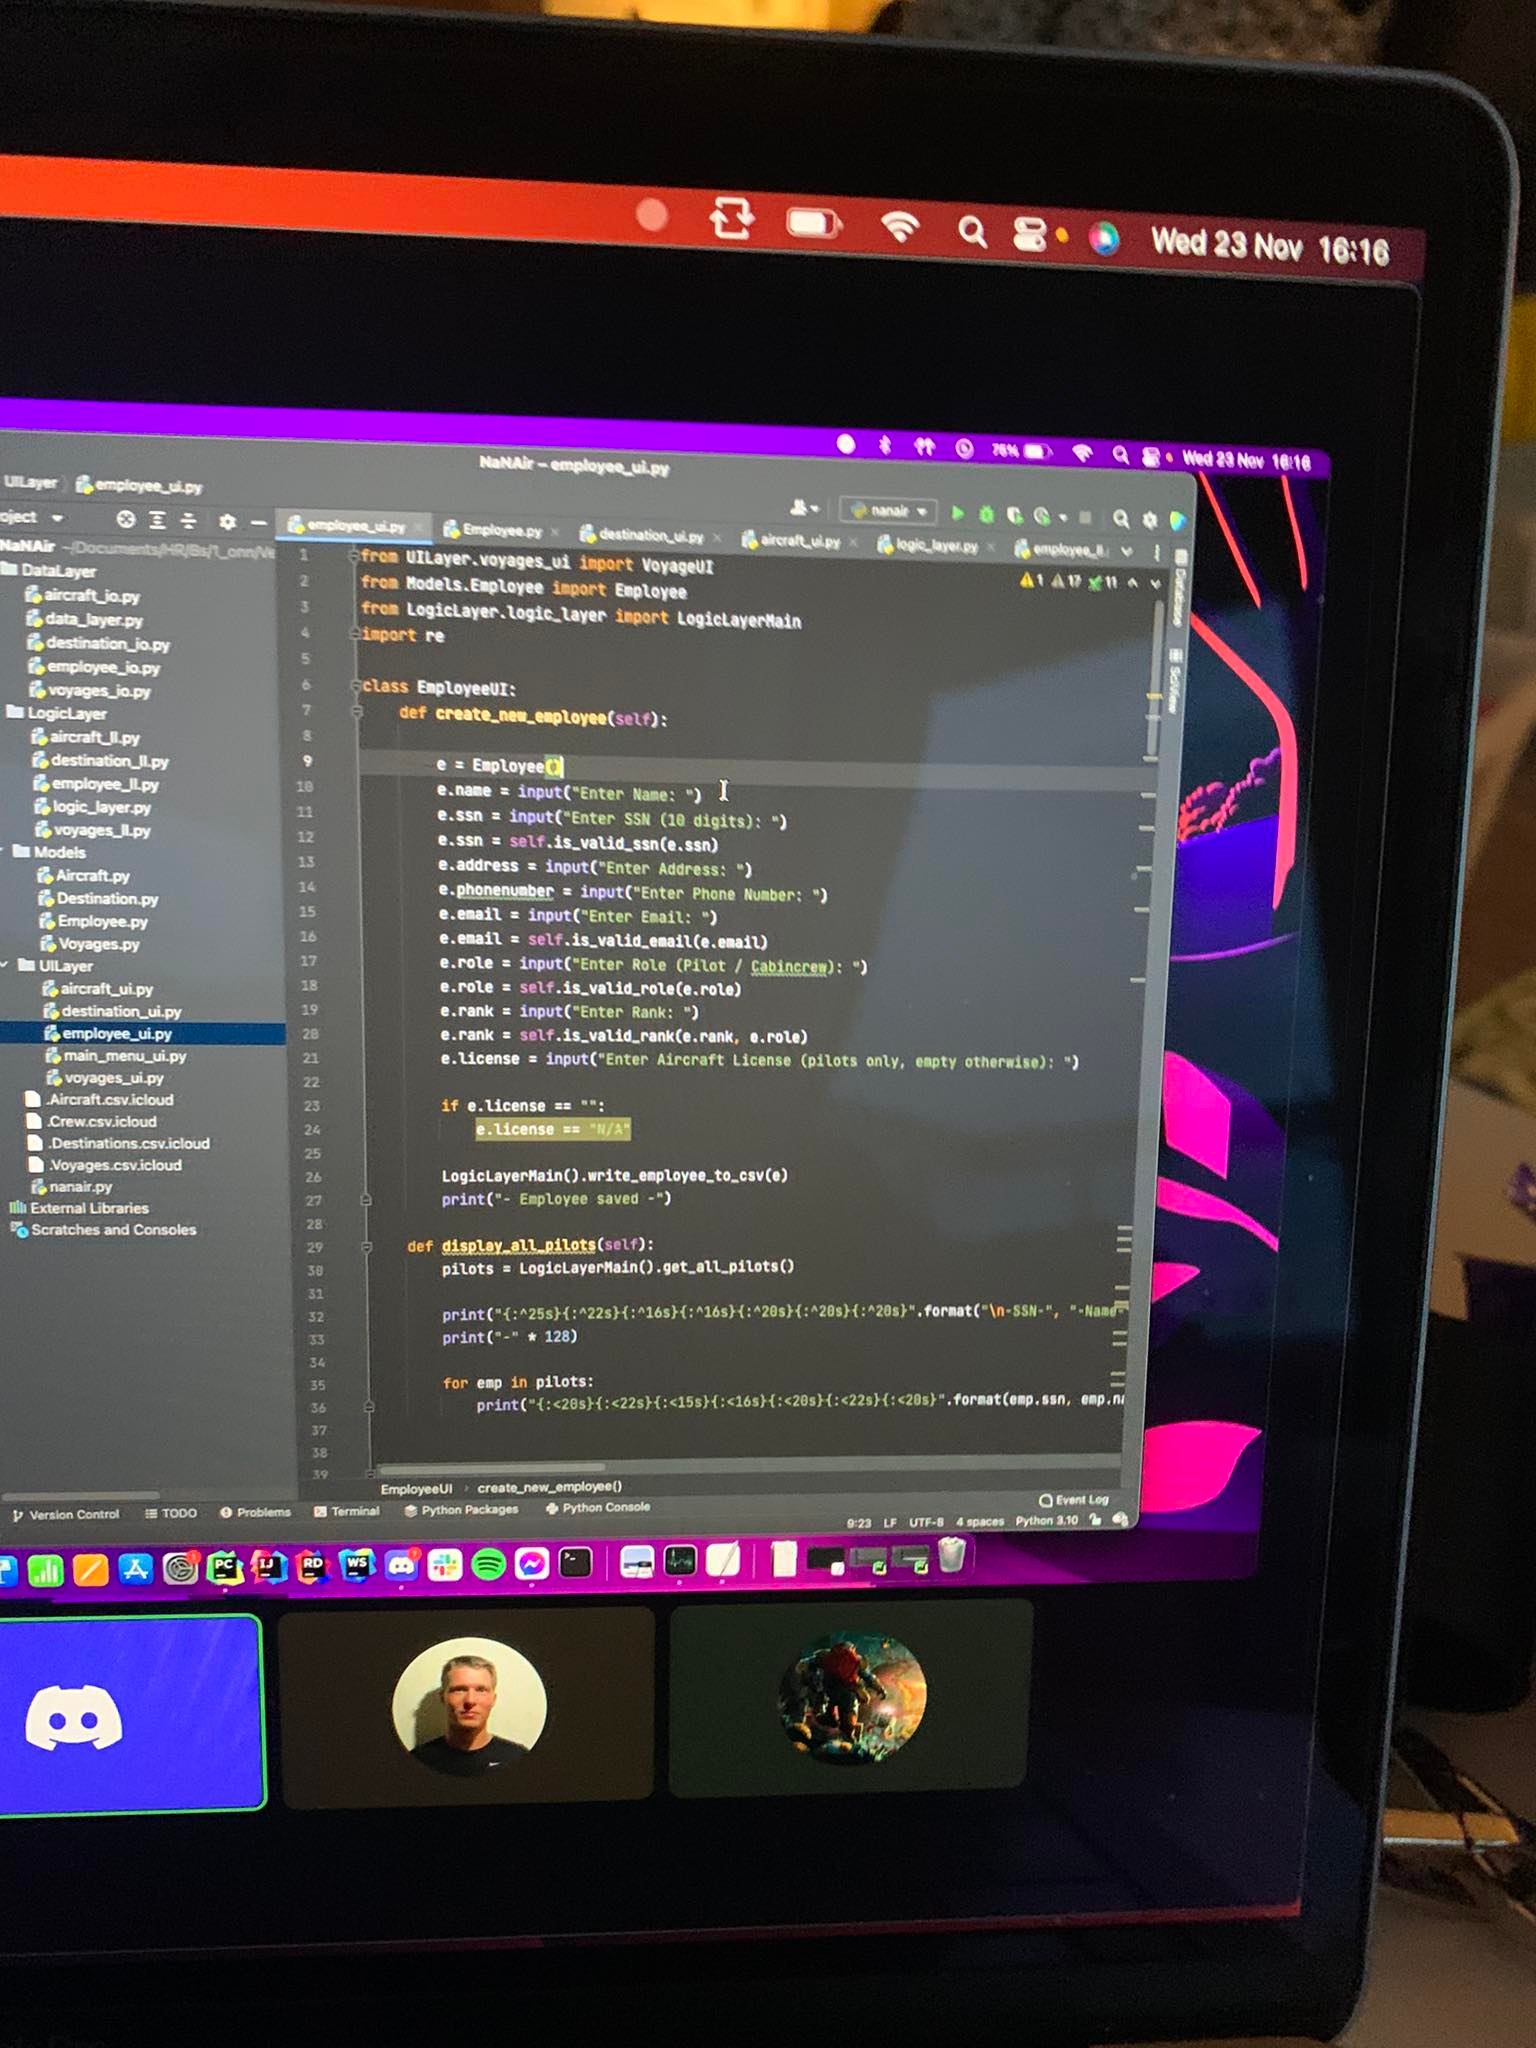 Wed 23 Nov 16:16
75%
Wed 23 Nov 16:16
NaNAir – employee_ui.py
UILayer
employee_ui.py
nanair
oject
employee_ui.py
Employee.py
destination_ui.py
aircraft_ui.py
logic_layer.py
employee_ll.
NaNAir ~/Documents/HR/Bs/1_onn/Ve
DataLayer
aircraft_io.py
data_layer.py
destination_io.py
employee_io.py
voyages_io.py
LogicLayer
aircraft_ll.py
destination_ll.py
employee_ll.py
logic_layer.py
voyages_ll.py
Models
Aircraft.py
Destination.py
Employee.py
Voyages.py
UILayer
aircraft_ui.py
destination_ui.py
employee_ui.py
main_menu_ui.py
voyages_ui.py
.Aircraft.csv.icloud
.Crew.csv.icloud
.Destinations.csv.icloud
.Voyages.csv.icloud
nanair.py
External Libraries
Scratches and Consoles
1 17 11
Database
SciView
1 from UILayer.voyages_ui import VoyageUI
2 from Models.Employee import Employee
3 from LogicLayer.logic_layer import LogicLayerMain
4 import re
5
6 class EmployeeUI:
7 def create_new_employee(self):
8
9 e = Employee()
10 e.name = input("Enter Name: ")
11 e.ssn = input("Enter SSN (10 digits): ")
12 e.ssn = self.is_valid_ssn(e.ssn)
13 e.address = input("Enter Address: ")
14 e.phonenumber = input("Enter Phone Number: ")
15 e.email = input("Enter Email: ")
16 e.email = self.is_valid_email(e.email)
17 e.role = input("Enter Role (Pilot / Cabincrew): ")
18 e.role = self.is_valid_role(e.role)
19 e.rank = input("Enter Rank: ")
20 e.rank = self.is_valid_rank(e.rank, e.role)
21 e.license = input("Enter Aircraft License (pilots only, empty otherwise): ")
22
23 if e.license == "":
24 e.license == "N/A"
25
26 LogicLayerMain().write_employee_to_csv(e)
27 print("- Employee saved -")
28
29 def display_all_pilots(self):
30 pilots = LogicLayerMain().get_all_pilots()
31
32 print("{:^25s}{:^22s}{:^16s}{:^16s}{:^20s}{:^20s}{:^20s}".format("\n-SSN-", "-Name-
33 print("-" * 128)
34
35 for emp in pilots:
36 print("{:<20s}{:<22s}{:<15s}{:<16s}{:<20s}{:<22s}{:<20s}".format(emp.ssn, emp.na
37
38
39
EmployeeUI › create_new_employee()
Version Control
TODO
Problems
Terminal
Python Packages
Python Console
Event Log
9:23 LF UTF-8 4 spaces Python 3.10
PC
IJ
RD
WS